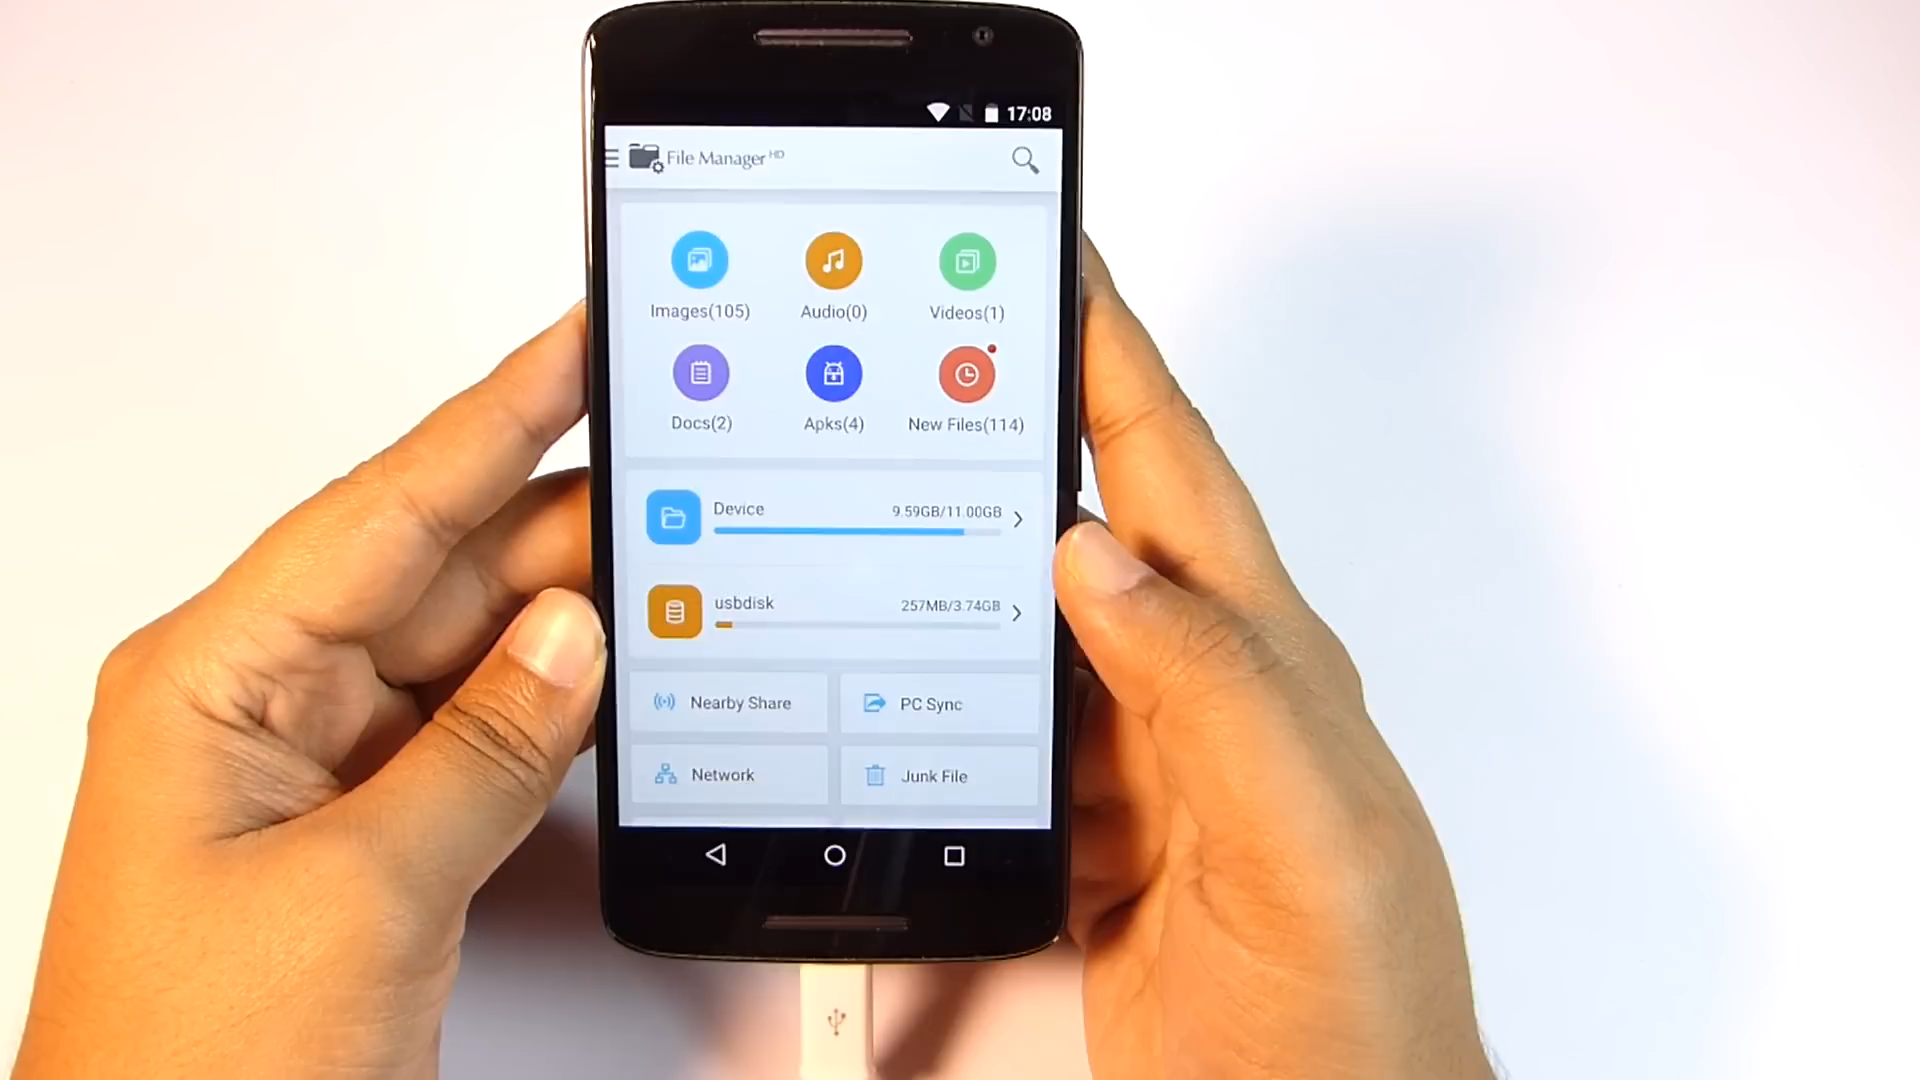 17:08
File Manager HD
Images(105)
Audio(0)
Videos(1)
Docs(2)
Apks(4)
New Files(114)
Device
9.59GB/11.00GB
usbdisk
257MB/3.74GB
Nearby Share
PC Sync
Network
Junk File